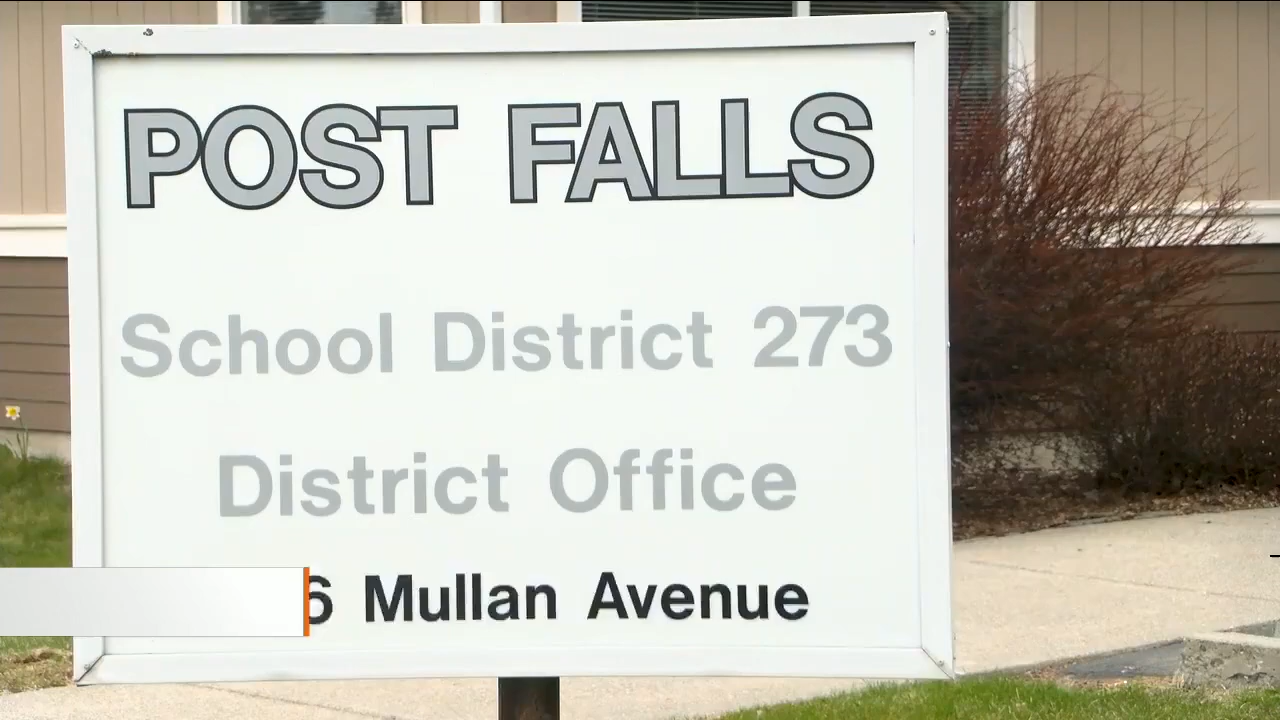 POST FALLS
School District 273
District Office
6 Mullan Avenue